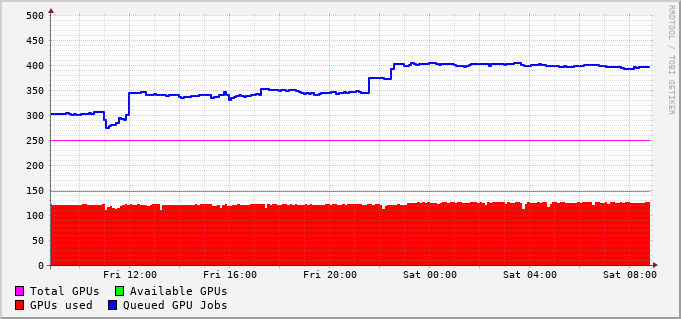 500
450
400
350
300
250
200
150
100
50
0
Fri 12:00 Fri 16:00 Fri 20:00 Sat 00:00 Sat 04:00 Sat 08:00
Total GPUs Available GPUs
GPUs used Queued GPU Jobs
RRDTOOL / TOBI OETIKER